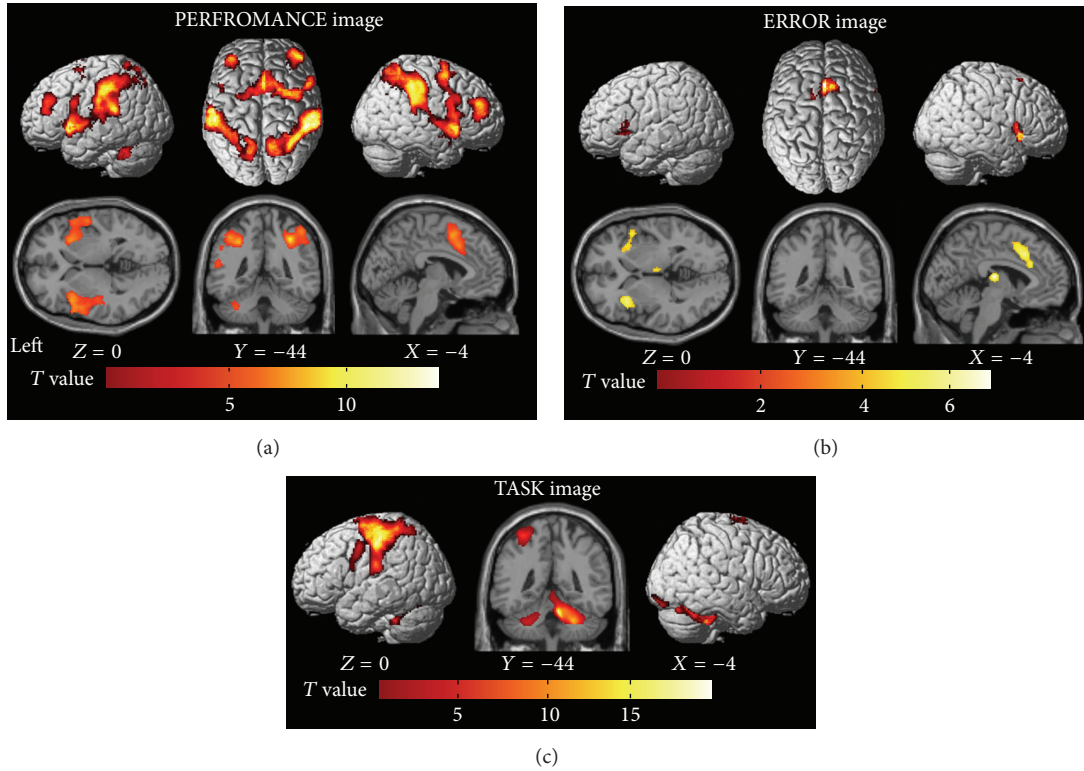 PERFROMANCE image
Left
Z = 0
Y = −44
X = −4
T value
5
10
(a)
ERROR image
Z = 0
Y = −44
X = −4
T value
2
4
6
(b)
TASK image
Z = 0
Y = −44
X = −4
T value
5
10
15
(c)